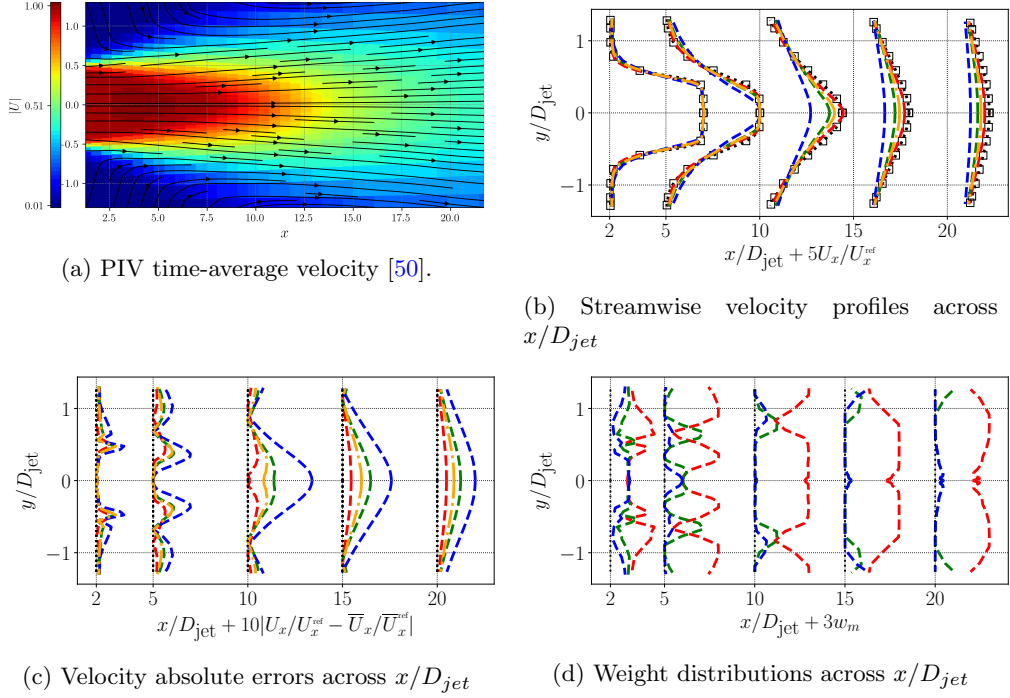 1.00
0.51
0.01
|U|
1.0
0.5
0.0
−0.5
−1.0
2.5 5.0 7.5 10.0 12.5 15.0 17.5 20.0
x
(a) PIV time-average velocity [50].
y/D_jet
1
0
−1
2 5 10 15 20
x/D_jet + 5U_x/U_x^ref
(b) Streamwise velocity profiles across
x/D_jet
y/D_jet
1
0
−1
2 5 10 15 20
x/D_jet + 10|U_x/U_x^ref − U̅_x/U̅_x^ref|
(c) Velocity absolute errors across x/D_jet
y/D_jet
1
0
−1
2 5 10 15 20
x/D_jet + 3w_m
(d) Weight distributions across x/D_jet